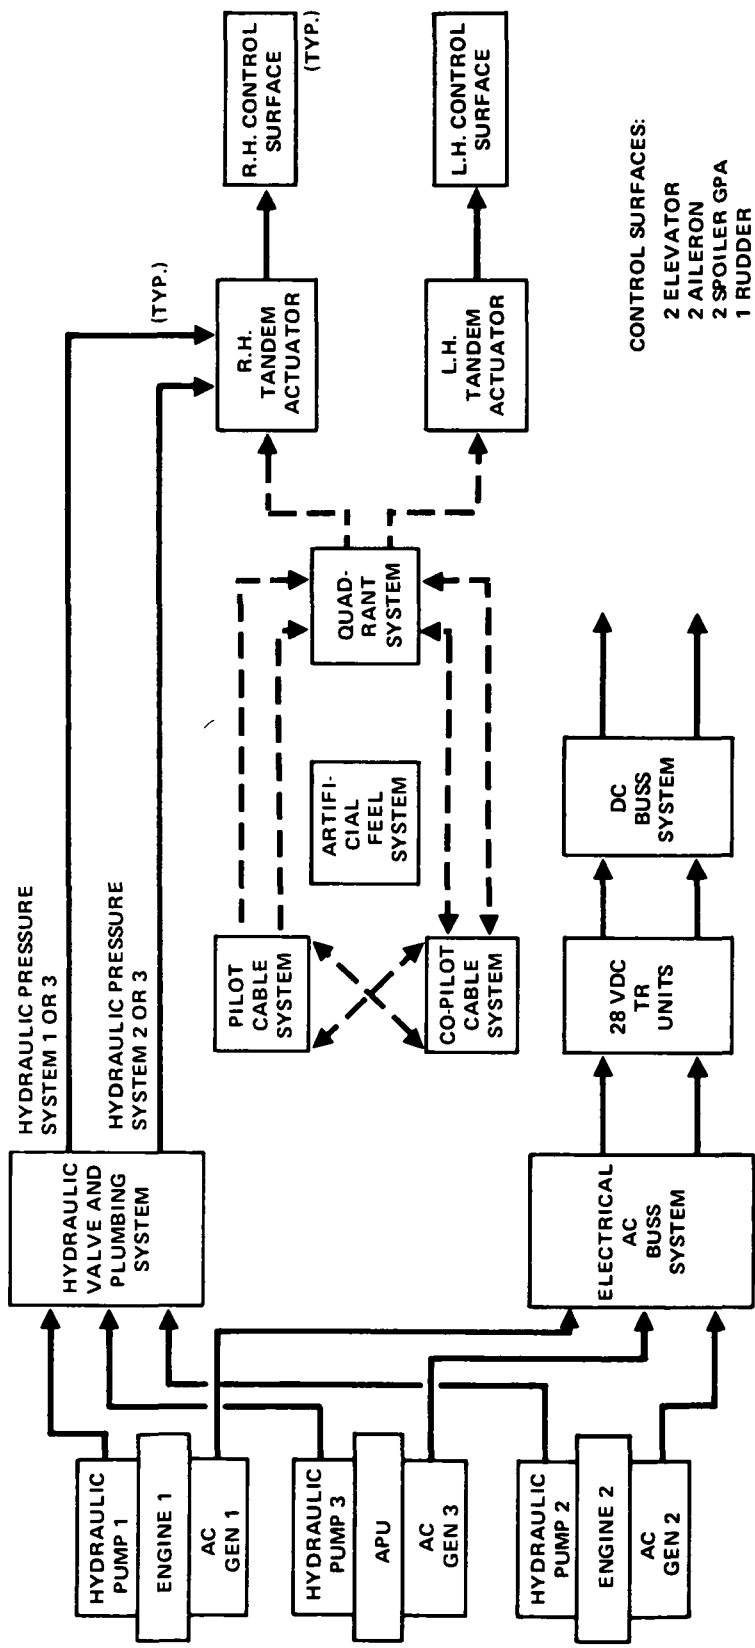 HYDRAULIC
PUMP 1
ENGINE 1
AC
GEN 1
HYDRAULIC
PUMP 3
APU
AC
GEN 3
HYDRAULIC
PUMP 2
ENGINE 2
AC
GEN 2
HYDRAULIC
VALVE AND
PLUMBING
SYSTEM
ELECTRICAL
AC
BUSS
SYSTEM
HYDRAULIC PRESSURE
SYSTEM 1 OR 3
HYDRAULIC PRESSURE
SYSTEM 2 OR 3
PILOT
CABLE
SYSTEM
CO-PILOT
CABLE
SYSTEM
28 VDC
TR
UNITS
ARTIFI-
CIAL
FEEL
SYSTEM
DC
BUSS
SYSTEM
QUAD-
RANT
SYSTEM
(TYP.)
R.H.
TANDEM
ACTUATOR
L.H.
TANDEM
ACTUATOR
R.H. CONTROL
SURFACE
(TYP.)
L.H. CONTROL
SURFACE
CONTROL SURFACES:
2 ELEVATOR
2 AILERON
2 SPOILER GPA
1 RUDDER